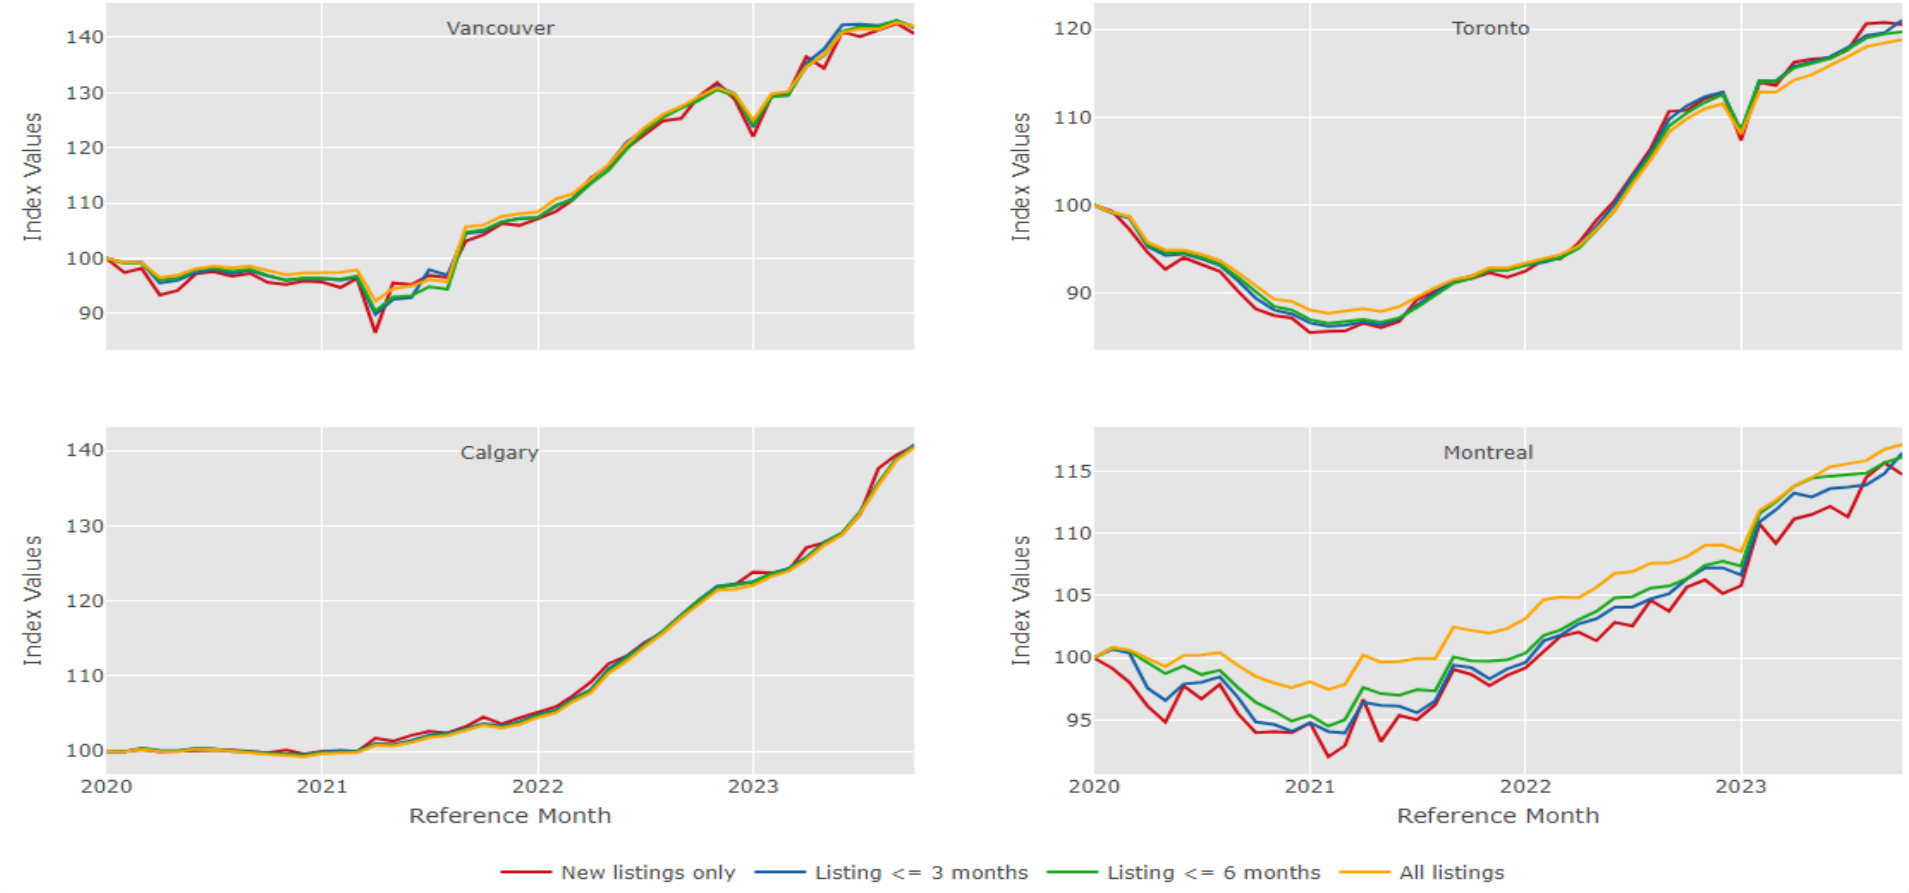 Vancouver
140
130
120
110
100
90
Index Values
Toronto
120
110
100
90
Index Values
Calgary
140
130
120
110
100
Index Values
2020 2021 2022 2023
Reference Month
Montreal
115
110
105
100
95
Index Values
2020 2021 2022 2023
Reference Month
New listings only Listing <= 3 months Listing <= 6 months All listings